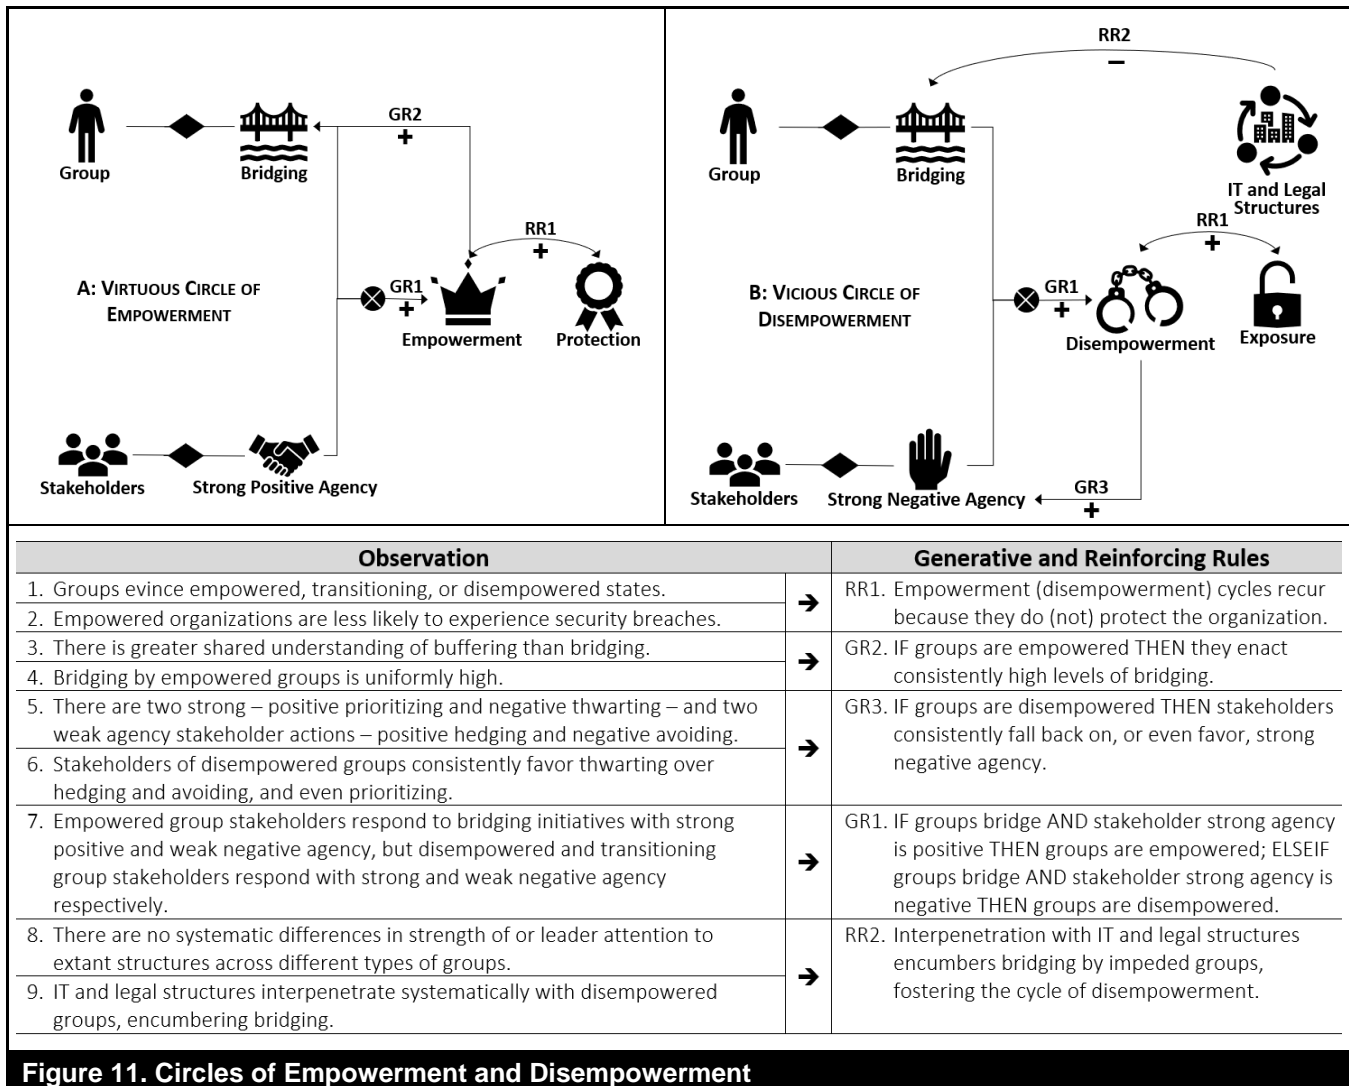 GR2
+
Group
Bridging
RR1
+
A: VIRTUOUS CIRCLE OF
EMPOWERMENT
GR1
+
Empowerment
Protection
Stakeholders
Strong Positive Agency
RR2
−
Group
Bridging
IT and Legal
Structures
RR1
+
B: VICIOUS CIRCLE OF
DISEMPOWERMENT
GR1
+
Disempowerment
Exposure
Stakeholders
Strong Negative Agency
GR3
+
Observation
Generative and Reinforcing Rules
1. Groups evince empowered, transitioning, or disempowered states.
2. Empowered organizations are less likely to experience security breaches.
➔
RR1. Empowerment (disempowerment) cycles recur
because they do (not) protect the organization.
3. There is greater shared understanding of buffering than bridging.
4. Bridging by empowered groups is uniformly high.
➔
GR2. IF groups are empowered THEN they enact
consistently high levels of bridging.
5. There are two strong – positive prioritizing and negative thwarting – and two
weak agency stakeholder actions – positive hedging and negative avoiding.
6. Stakeholders of disempowered groups consistently favor thwarting over
hedging and avoiding, and even prioritizing.
➔
GR3. IF groups are disempowered THEN stakeholders
consistently fall back on, or even favor, strong
negative agency.
7. Empowered group stakeholders respond to bridging initiatives with strong
positive and weak negative agency, but disempowered and transitioning
group stakeholders respond with strong and weak negative agency
respectively.
➔
GR1. IF groups bridge AND stakeholder strong agency
is positive THEN groups are empowered; ELSEIF
groups bridge AND stakeholder strong agency is
negative THEN groups are disempowered.
8. There are no systematic differences in strength of or leader attention to
extant structures across different types of groups.
9. IT and legal structures interpenetrate systematically with disempowered
groups, encumbering bridging.
➔
RR2. Interpenetration with IT and legal structures
encumbers bridging by impeded groups,
fostering the cycle of disempowerment.
Figure 11. Circles of Empowerment and Disempowerment